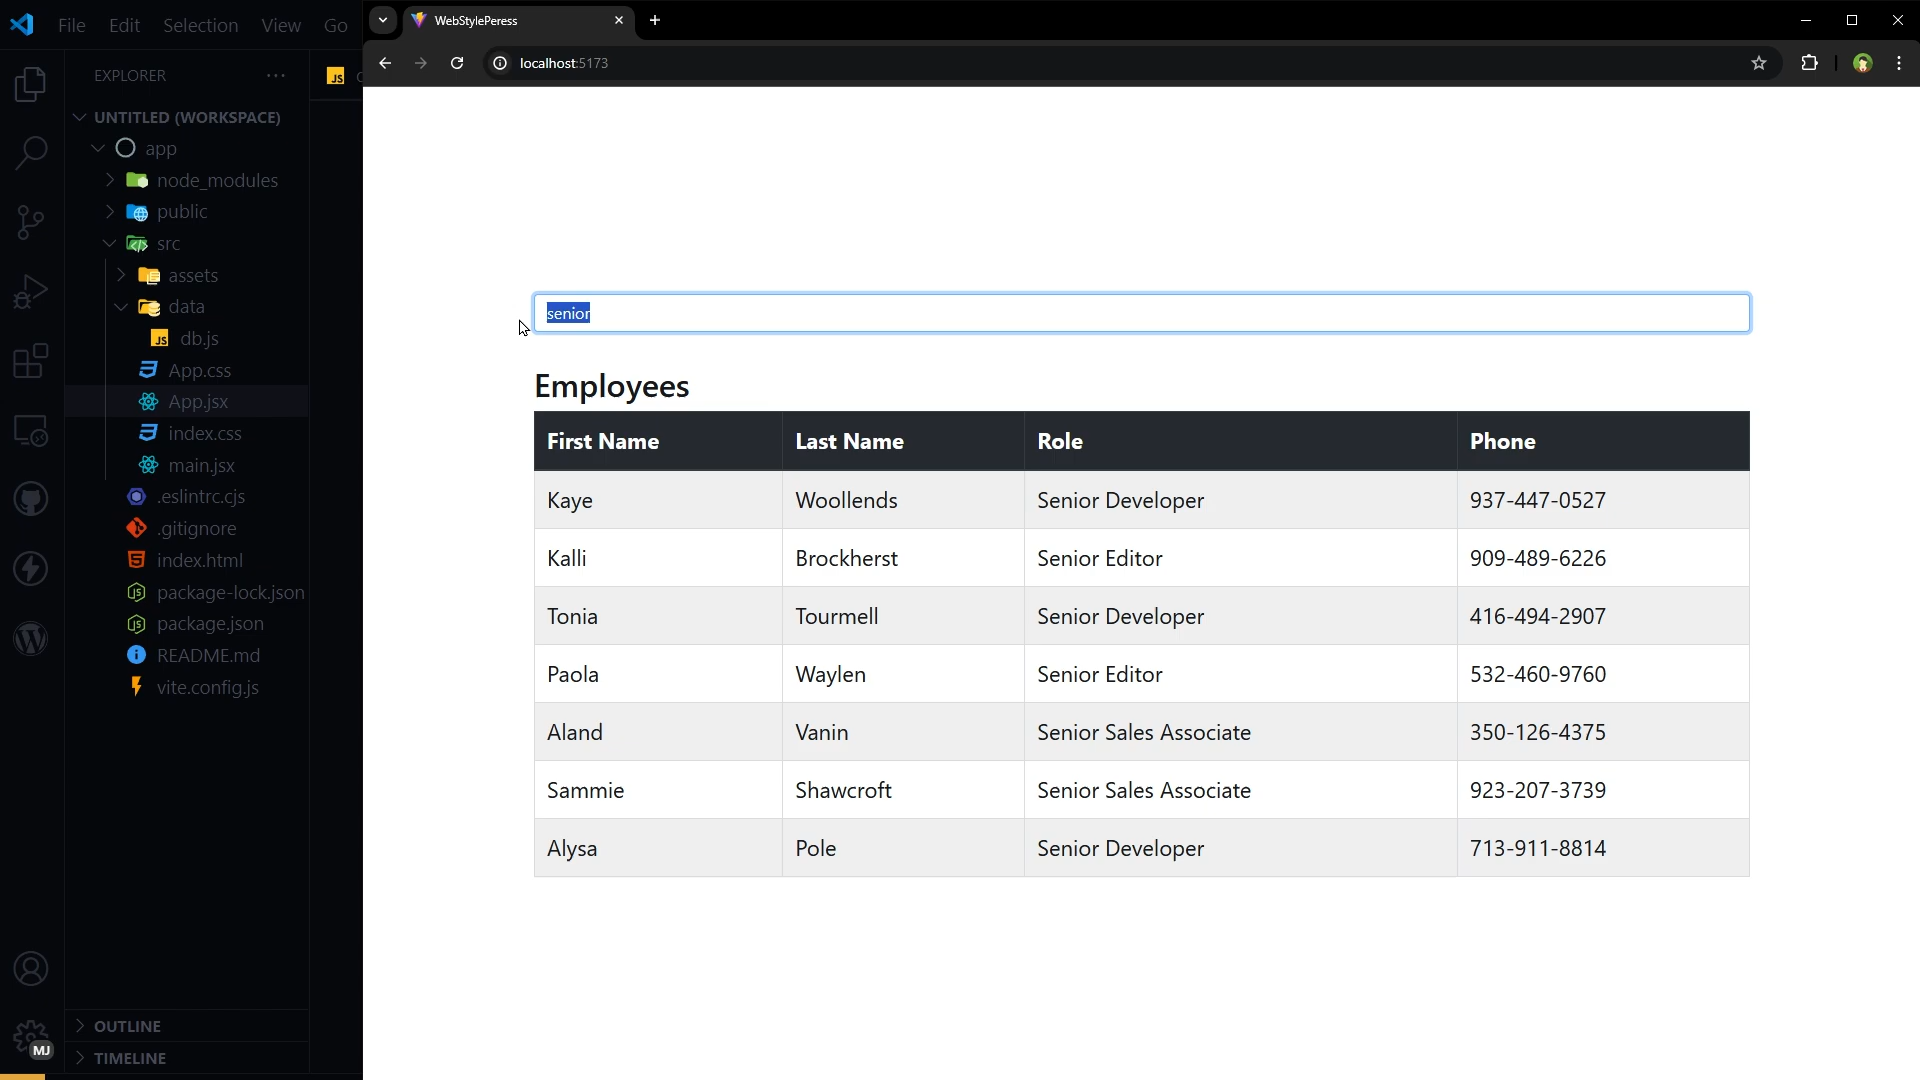 File Edit Selection View Go
WebStylePeress
localhost:5173
EXPLORER
UNTITLED (WORKSPACE)
app
node_modules
public
src
assets
data
JS db.js
App.css
App.jsx
index.css
main.jsx
.eslintrc.cjs
.gitignore
index.html
package-lock.json
package.json
README.md
vite.config.js
OUTLINE
TIMELINE
MJ
JS
senior
Employees
First Name Last Name Role Phone
Kaye Woollends Senior Developer 937-447-0527
Kalli Brockherst Senior Editor 909-489-6226
Tonia Tourmell Senior Developer 416-494-2907
Paola Waylen Senior Editor 532-460-9760
Aland Vanin Senior Sales Associate 350-126-4375
Sammie Shawcroft Senior Sales Associate 923-207-3739
Alysa Pole Senior Developer 713-911-8814